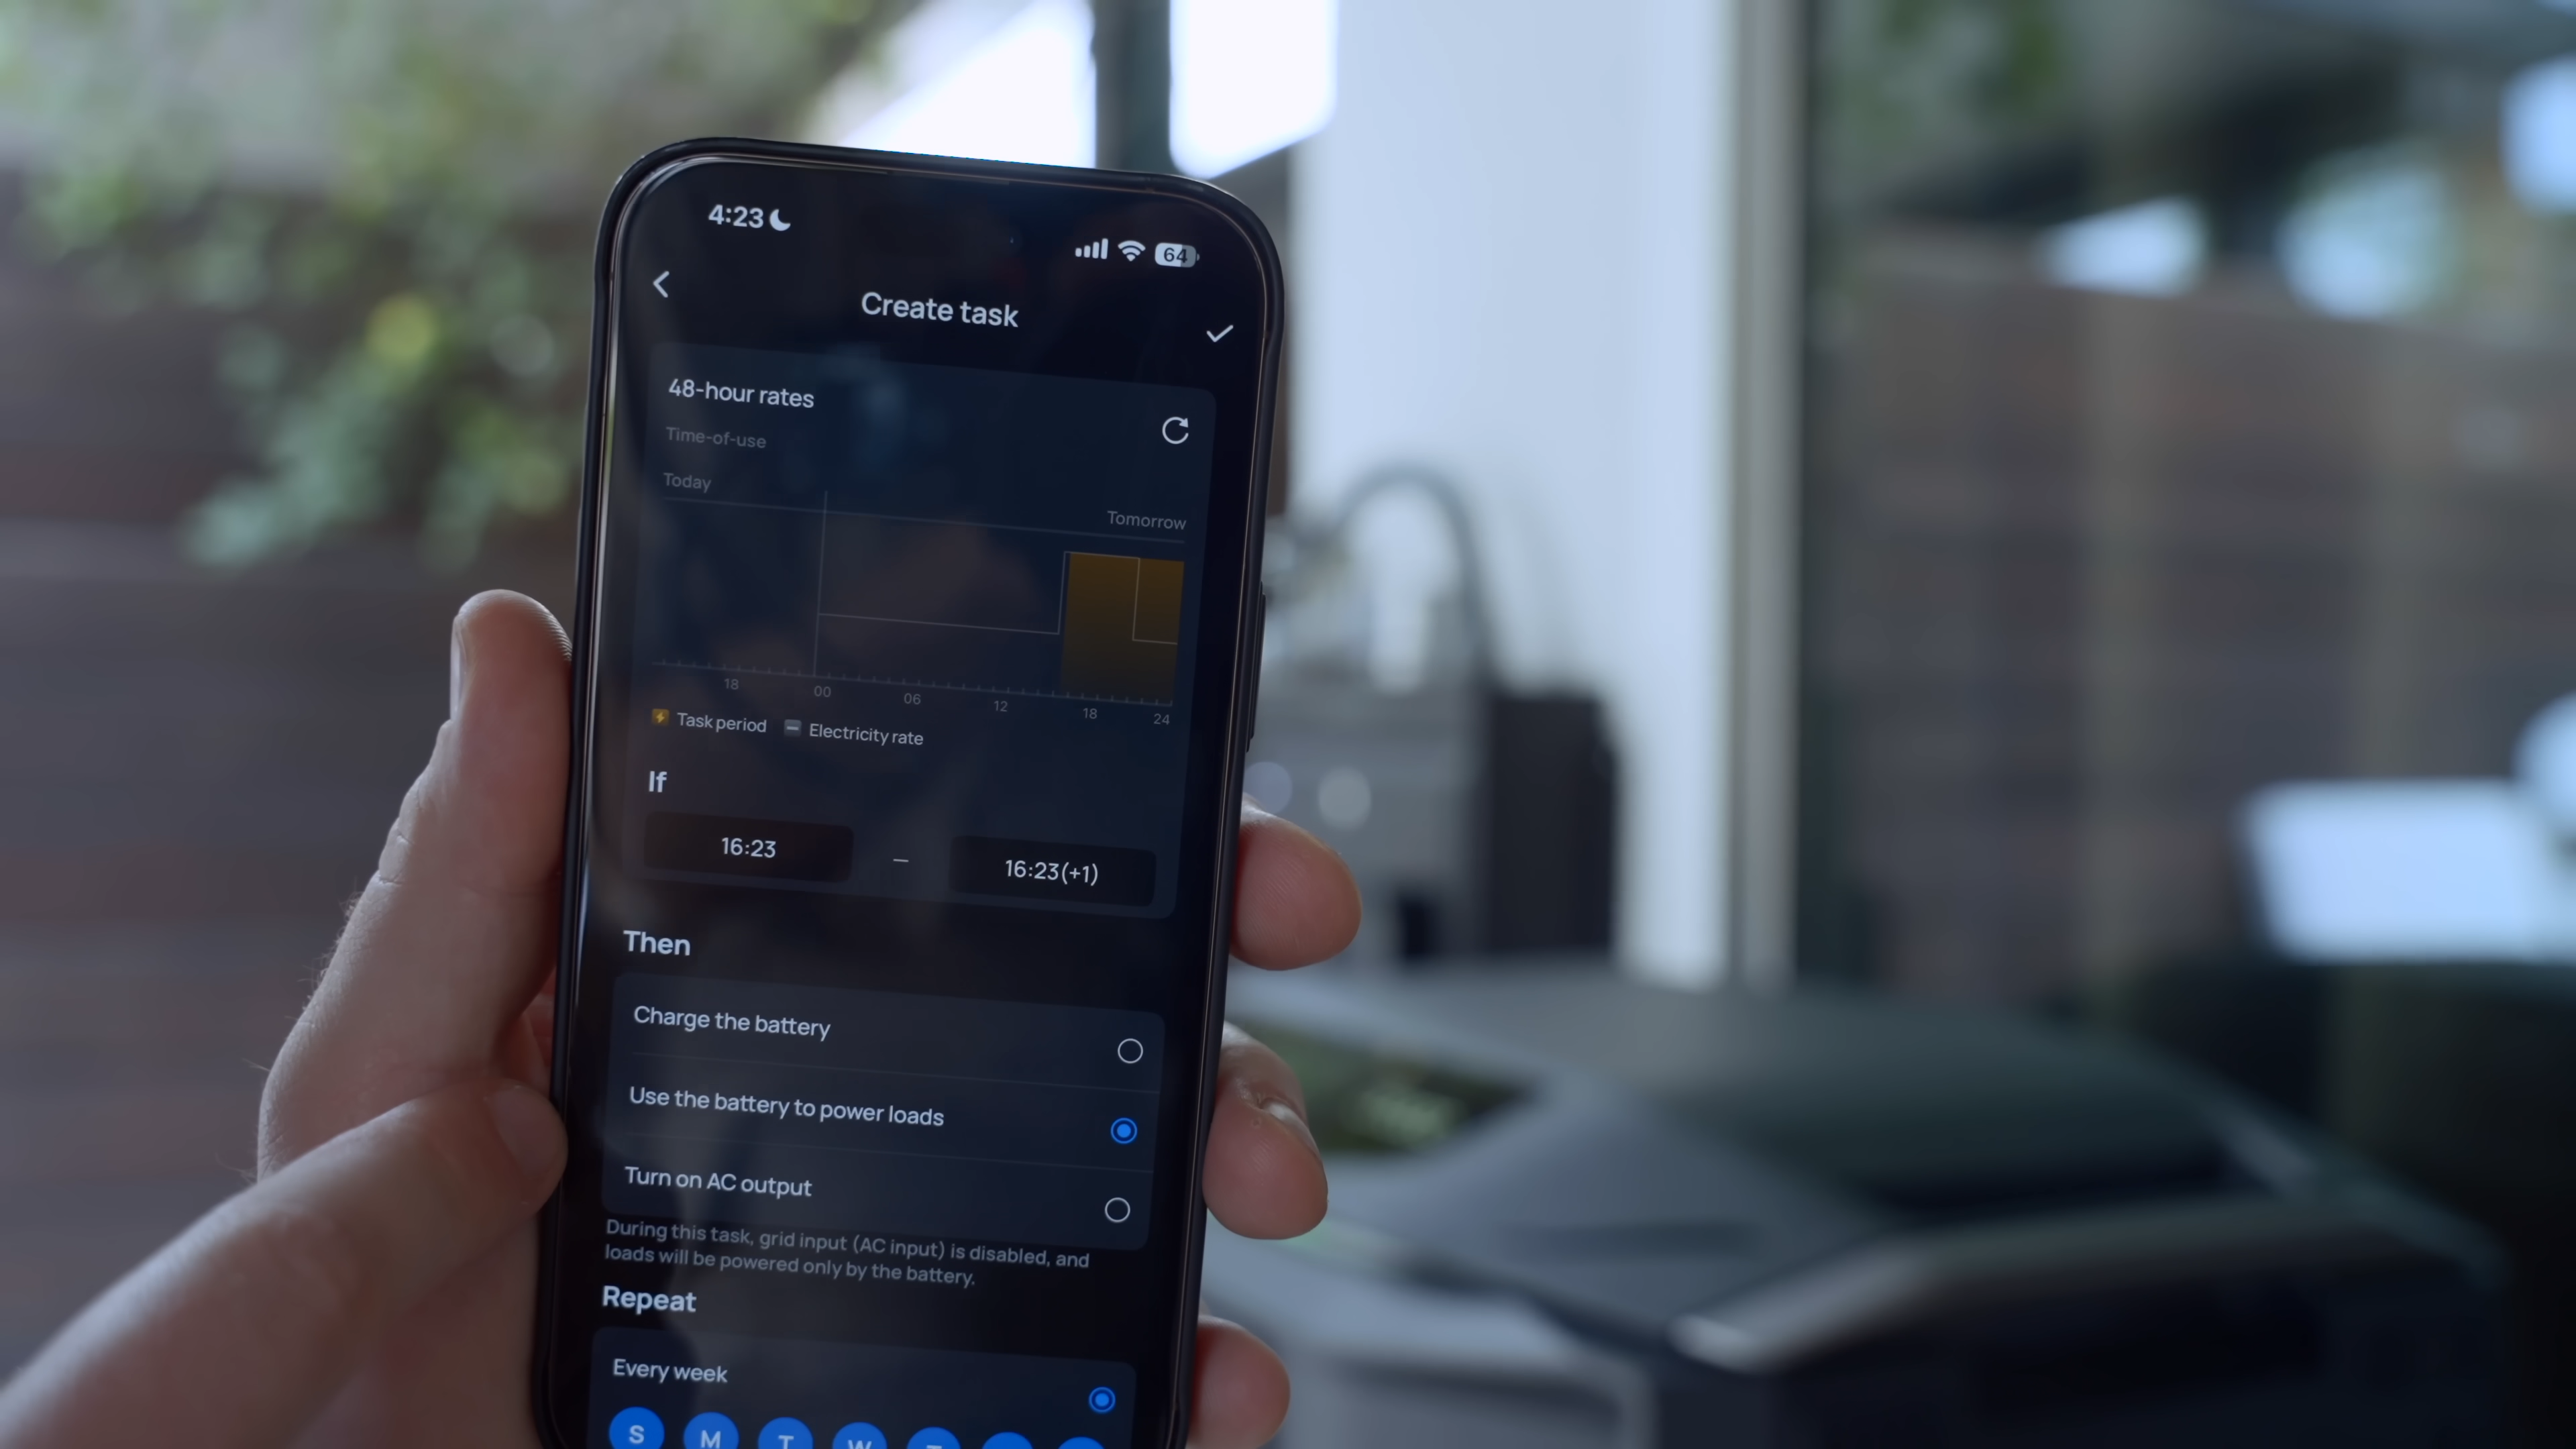 4:23
64
Create task
48-hour rates
Time-of-use
Today
Tomorrow
18 00 06 12 18 24
Task period Electricity rate
If
16:23 – 16:23(+1)
Then
Charge the battery
Use the battery to power loads
Turn on AC output
During this task, grid input (AC input) is disabled, and
loads will be powered only by the battery.
Repeat
Every week
S M T W T